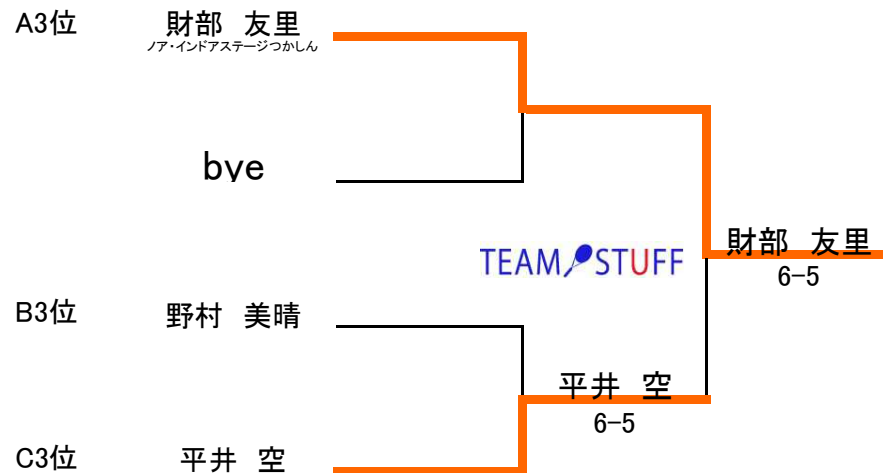 A3位 財部 友里
ノア・インドアステージつかしん
bye
TEAM STUFF
財部 友里
6-5
B3位 野村 美晴
平井 空
6-5
C3位 平井 空